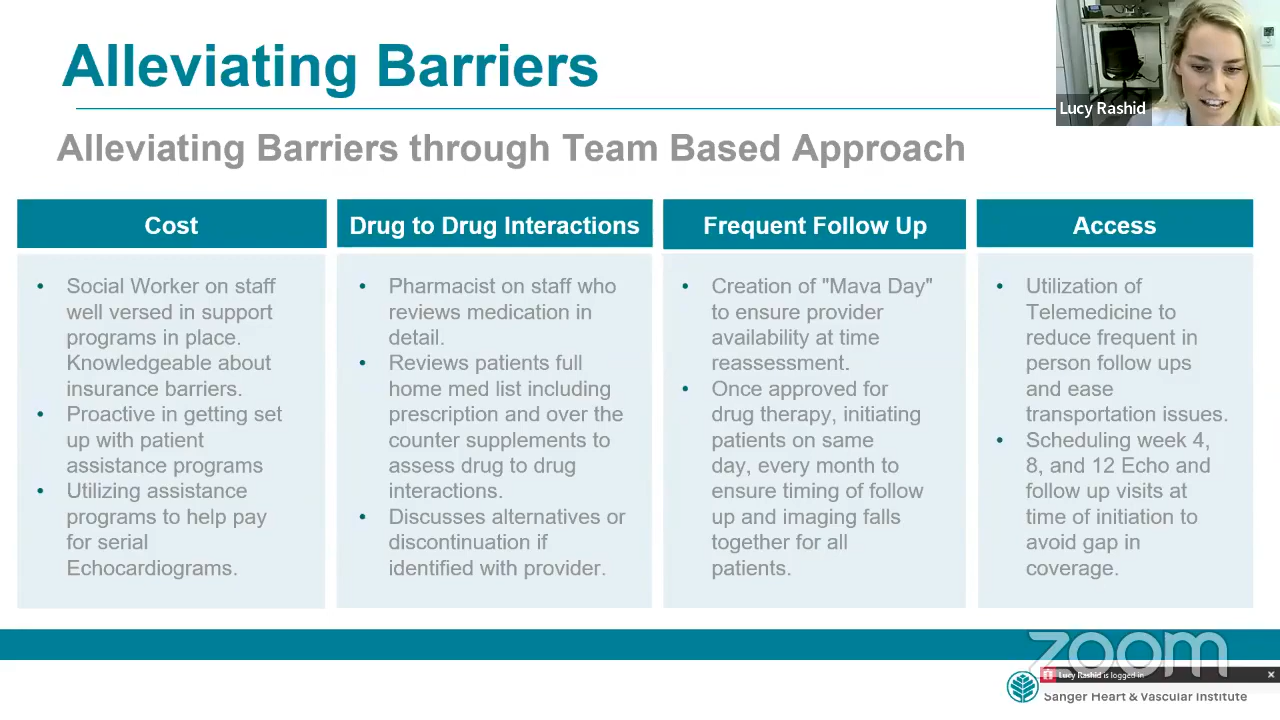 Alleviating Barriers
Lucy Rashid
Alleviating Barriers through Team Based Approach
Cost
• Social Worker on staff
well versed in support
programs in place.
Knowledgeable about
insurance barriers.
• Proactive in getting set
up with patient
assistance programs
• Utilizing assistance
programs to help pay
for serial
Echocardiograms.
Drug to Drug Interactions
• Pharmacist on staff who
reviews medication in
detail.
• Reviews patients full
home med list including
prescription and over the
counter supplements to
assess drug to drug
interactions.
• Discusses alternatives or
discontinuation if
identified with provider.
Frequent Follow Up
• Creation of "Mava Day"
to ensure provider
availability at time
reassessment.
• Once approved for
drug therapy, initiating
patients on same
day, every month to
ensure timing of follow
up and imaging falls
together for all
patients.
Access
• Utilization of
Telemedicine to
reduce frequent in
person follow ups
and ease
transportation issues.
• Scheduling week 4,
8, and 12 Echo and
follow up visits at
time of initiation to
avoid gap in
coverage.
zoom
Lucy Rashid is logged in
Sanger Heart & Vascular Institute